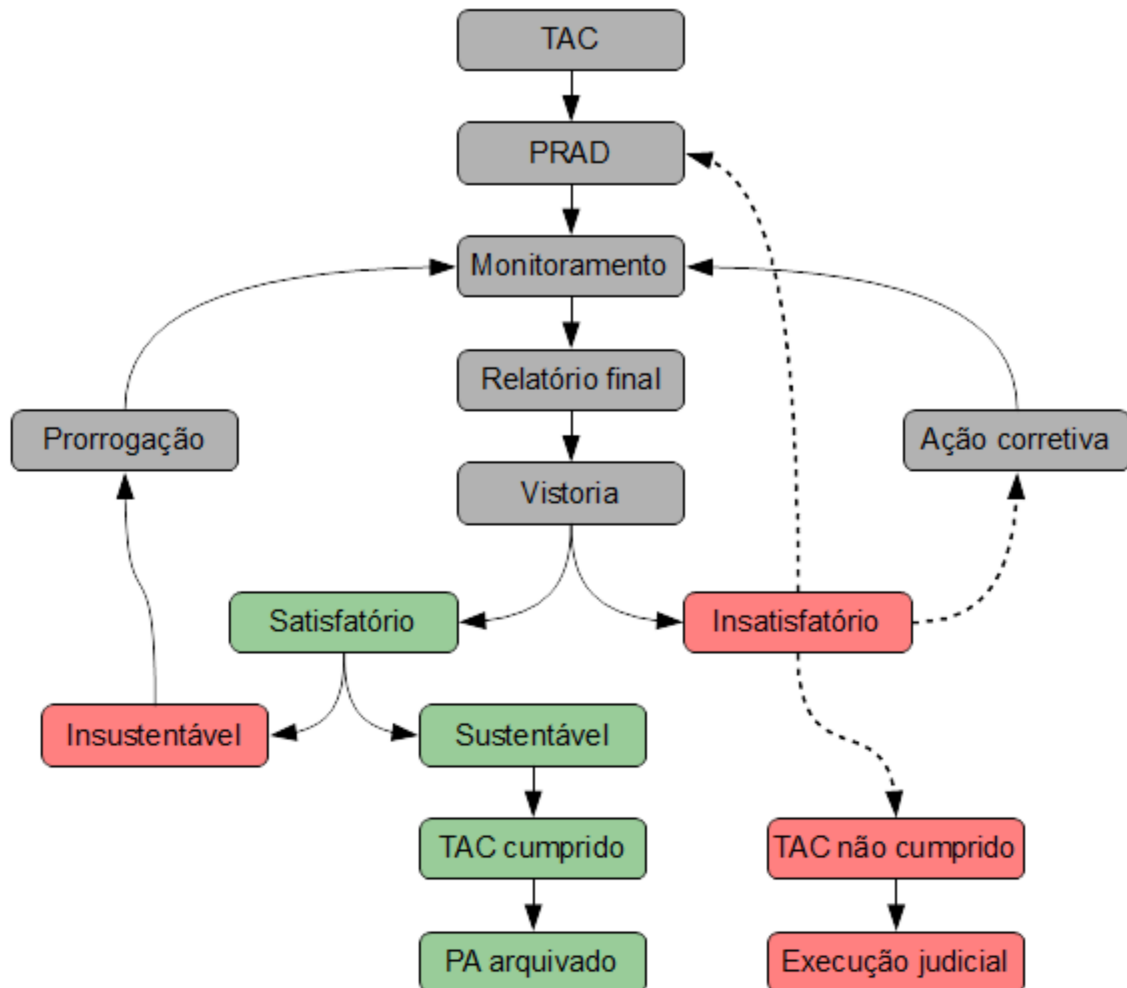 TAC
PRAD
Monitoramento
Relatório final
Prorrogação
Ação corretiva
Vistoria
Satisfatório
Insatisfatório
Insustentável
Sustentável
TAC cumprido
TAC não cumprido
PA arquivado
Execução judicial